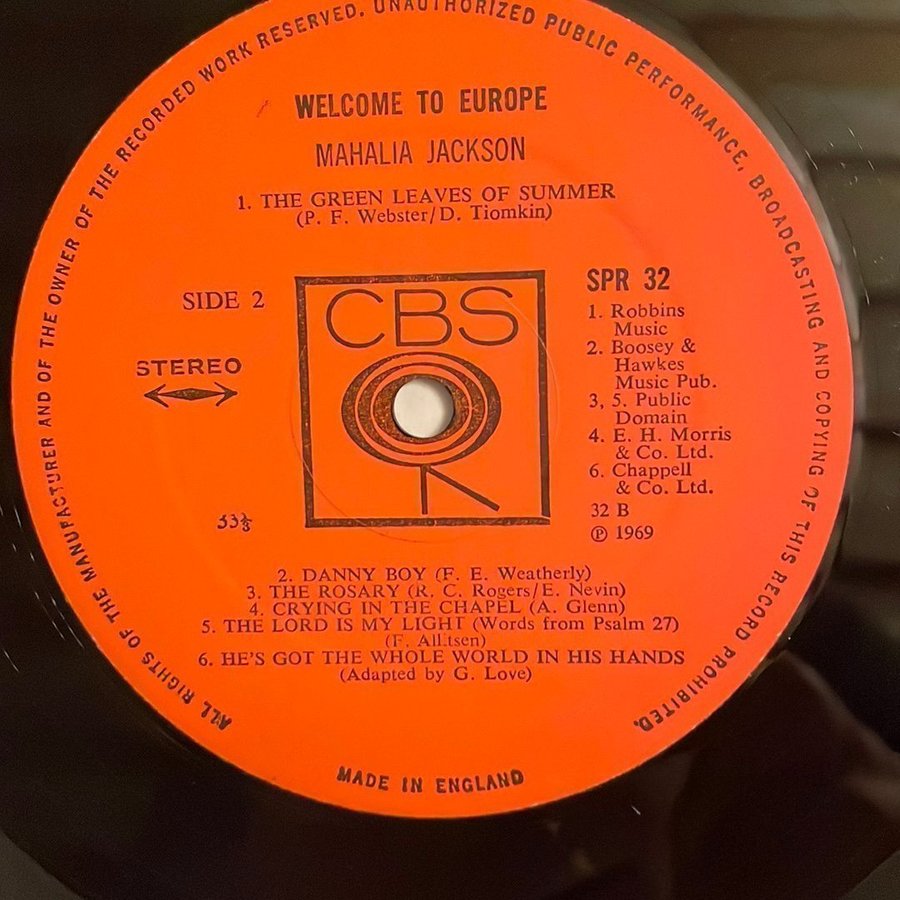 ALL RIGHTS OF THE MANUFACTURER AND OF THE OWNER OF THE RECORDED WORK RESERVED. UNAUTHORIZED PUBLIC PERFORMANCE, BROADCASTING AND COPYING OF THIS RECORD PROHIBITED.
WELCOME TO EUROPE
MAHALIA JACKSON
1. THE GREEN LEAVES OF SUMMER
(P. F. Webster/D. Tiomkin)
SIDE 2
STEREO
33⅓
CBS
SPR 32
1. Robbins
Music
2. Boosey &
Hawkes
Music Pub.
3, 5. Public
Domain
4. E. H. Morris
& Co. Ltd.
6. Chappell
& Co. Ltd.
32 B
Ⓟ 1969
2. DANNY BOY (F. E. Weatherly)
3. THE ROSARY (R. C. Rogers/E. Nevin)
4. CRYING IN THE CHAPEL (A. Glenn)
5. THE LORD IS MY LIGHT (Words from Psalm 27)
(F. Allitsen)
6. HE'S GOT THE WHOLE WORLD IN HIS HANDS
(Adapted by G. Love)
MADE IN ENGLAND